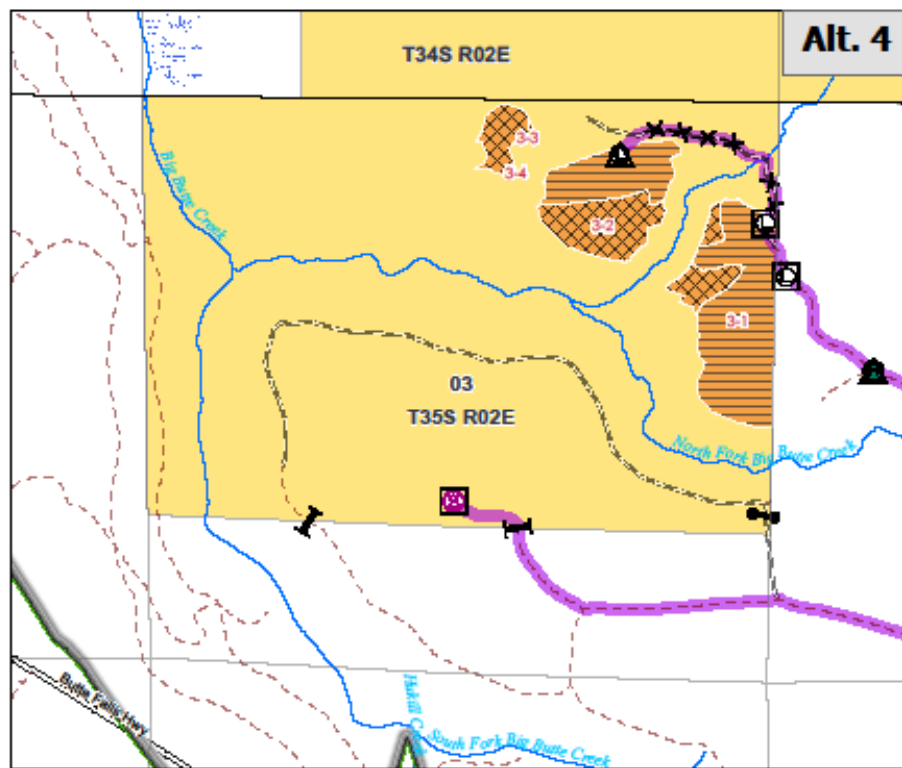 Alt. 4
T34S R02E
3-3
3-4
Big Butte Creek
3-2
3-1
03
T35S R02E
North Fork Big Butte Creek
Butte Falls Hwy
South Fork Big Butte Creek